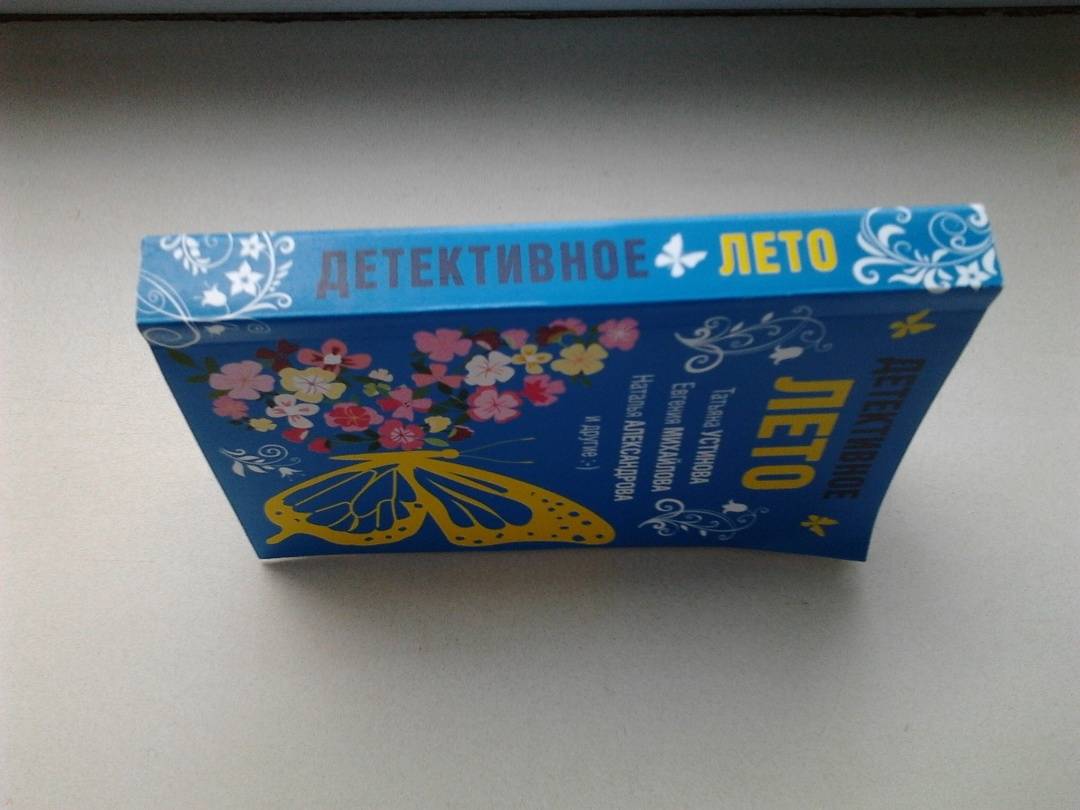 ДЕТЕКТИВНОЕ ЛЕТО
ДЕТЕКТИВНОЕ
ЛЕТО
Татьяна УСТИНОВА
Евгения МИХАЙЛОВА
Наталья АЛЕКСАНДРОВА
и другие :-)